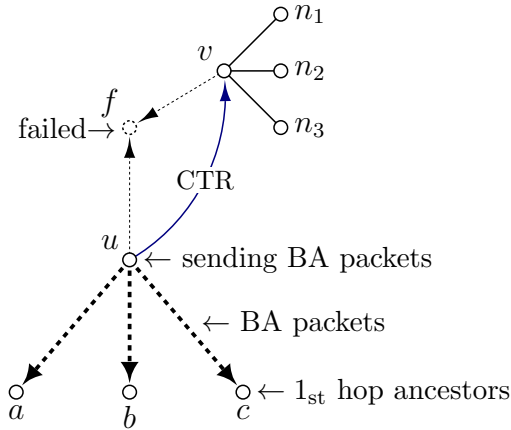 n₁
v
n₂
f
failed→
n₃
CTR
u
← sending BA packets
← BA packets
← 1st hop ancestors
a
b
c